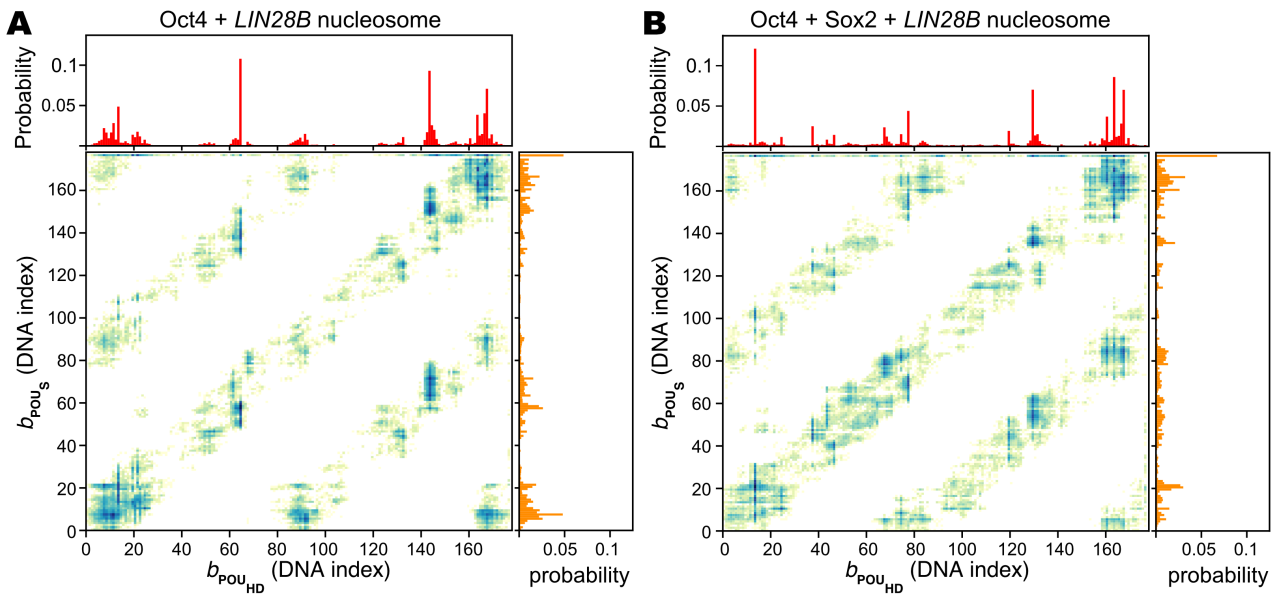 A
Oct4 + LIN28B nucleosome
Probability
0.1
0.05
160
140
120
100
80
60
40
20
0
bPOUS (DNA index)
0 20 40 60 80 100 120 140 160
bPOUHD (DNA index)
0.05 0.1
probability
B
Oct4 + Sox2 + LIN28B nucleosome
Probability
0.1
0.05
160
140
120
100
80
60
40
20
0
bPOUS (DNA index)
0 20 40 60 80 100 120 140 160
bPOUHD (DNA index)
0.05 0.1
probability